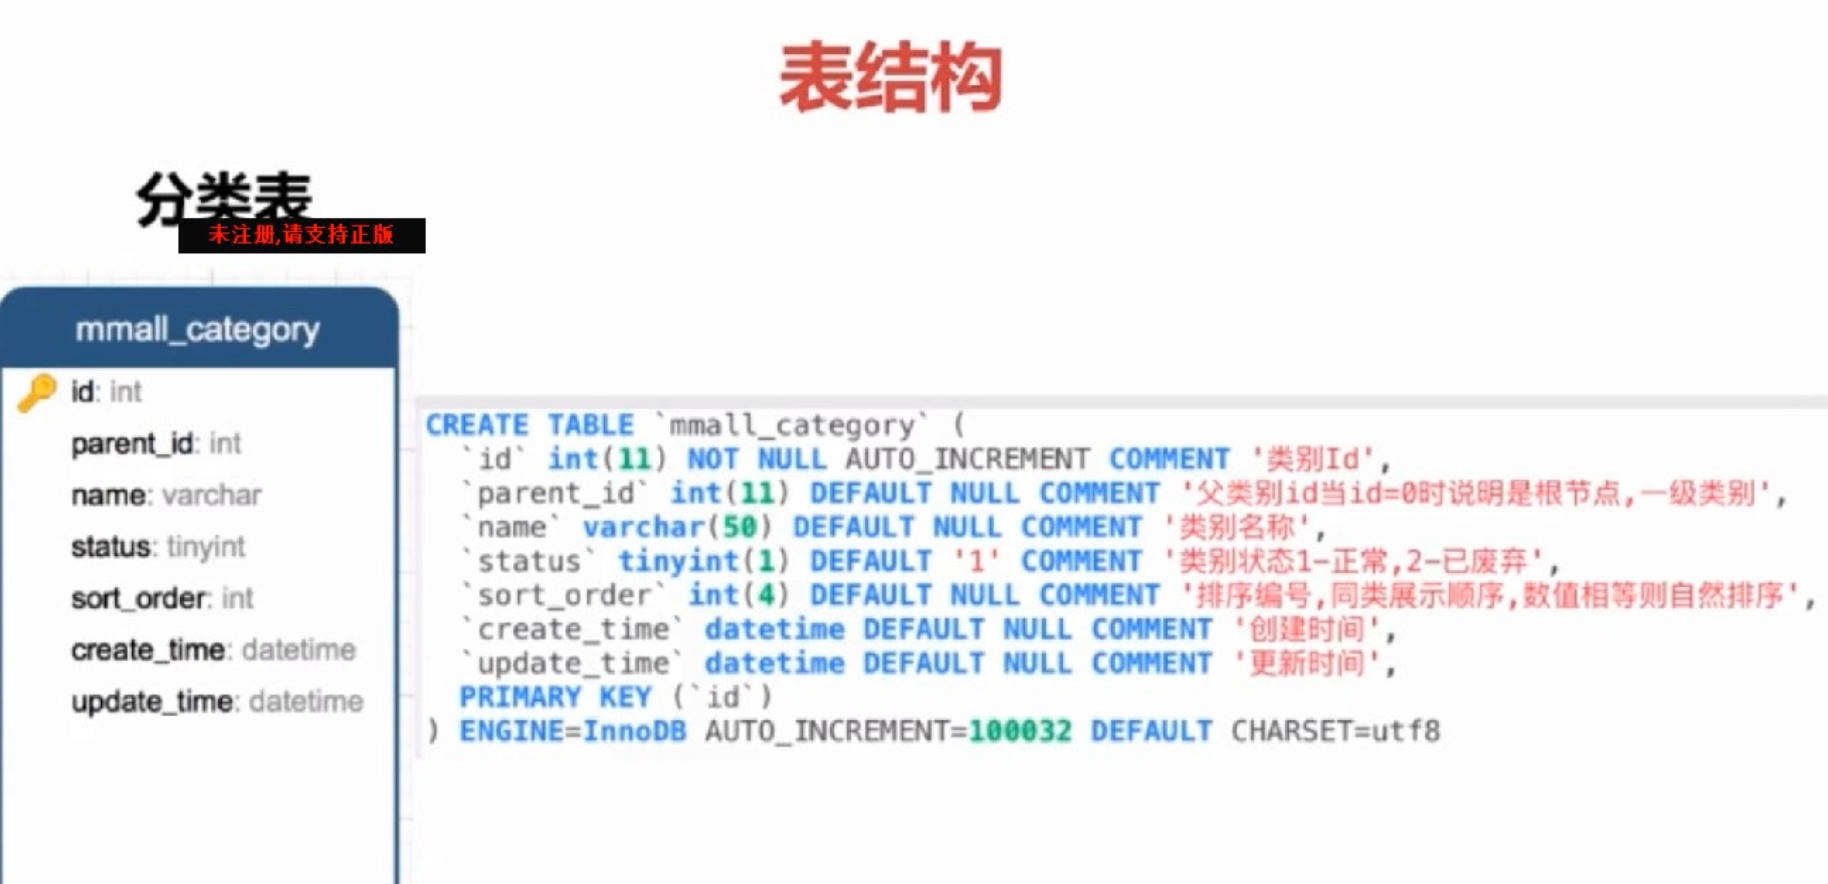 表结构
分类表
未注册,请支持正版
mmall_category
id: int
parent_id: int
name: varchar
status: tinyint
sort_order: int
create_time: datetime
update_time: datetime
CREATE TABLE `mmall_category` (
`id` int(11) NOT NULL AUTO_INCREMENT COMMENT '类别Id',
`parent_id` int(11) DEFAULT NULL COMMENT '父类别id当id=0时说明是根节点,一级类别',
`name` varchar(50) DEFAULT NULL COMMENT '类别名称',
`status` tinyint(1) DEFAULT '1' COMMENT '类别状态1-正常,2-已废弃',
`sort_order` int(4) DEFAULT NULL COMMENT '排序编号,同类展示顺序,数值相等则自然排序',
`create_time` datetime DEFAULT NULL COMMENT '创建时间',
`update_time` datetime DEFAULT NULL COMMENT '更新时间',
PRIMARY KEY (`id`)
) ENGINE=InnoDB AUTO_INCREMENT=100032 DEFAULT CHARSET=utf8